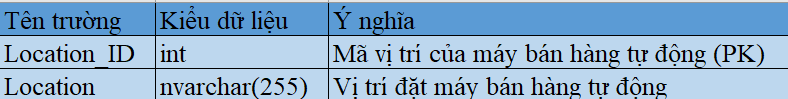 Tên trường Kiểu dữ liệu Ý nghĩa
Location_ID int Mã vị trí của máy bán hàng tự động (PK)
Location nvarchar(255) Vị trí đặt máy bán hàng tự động